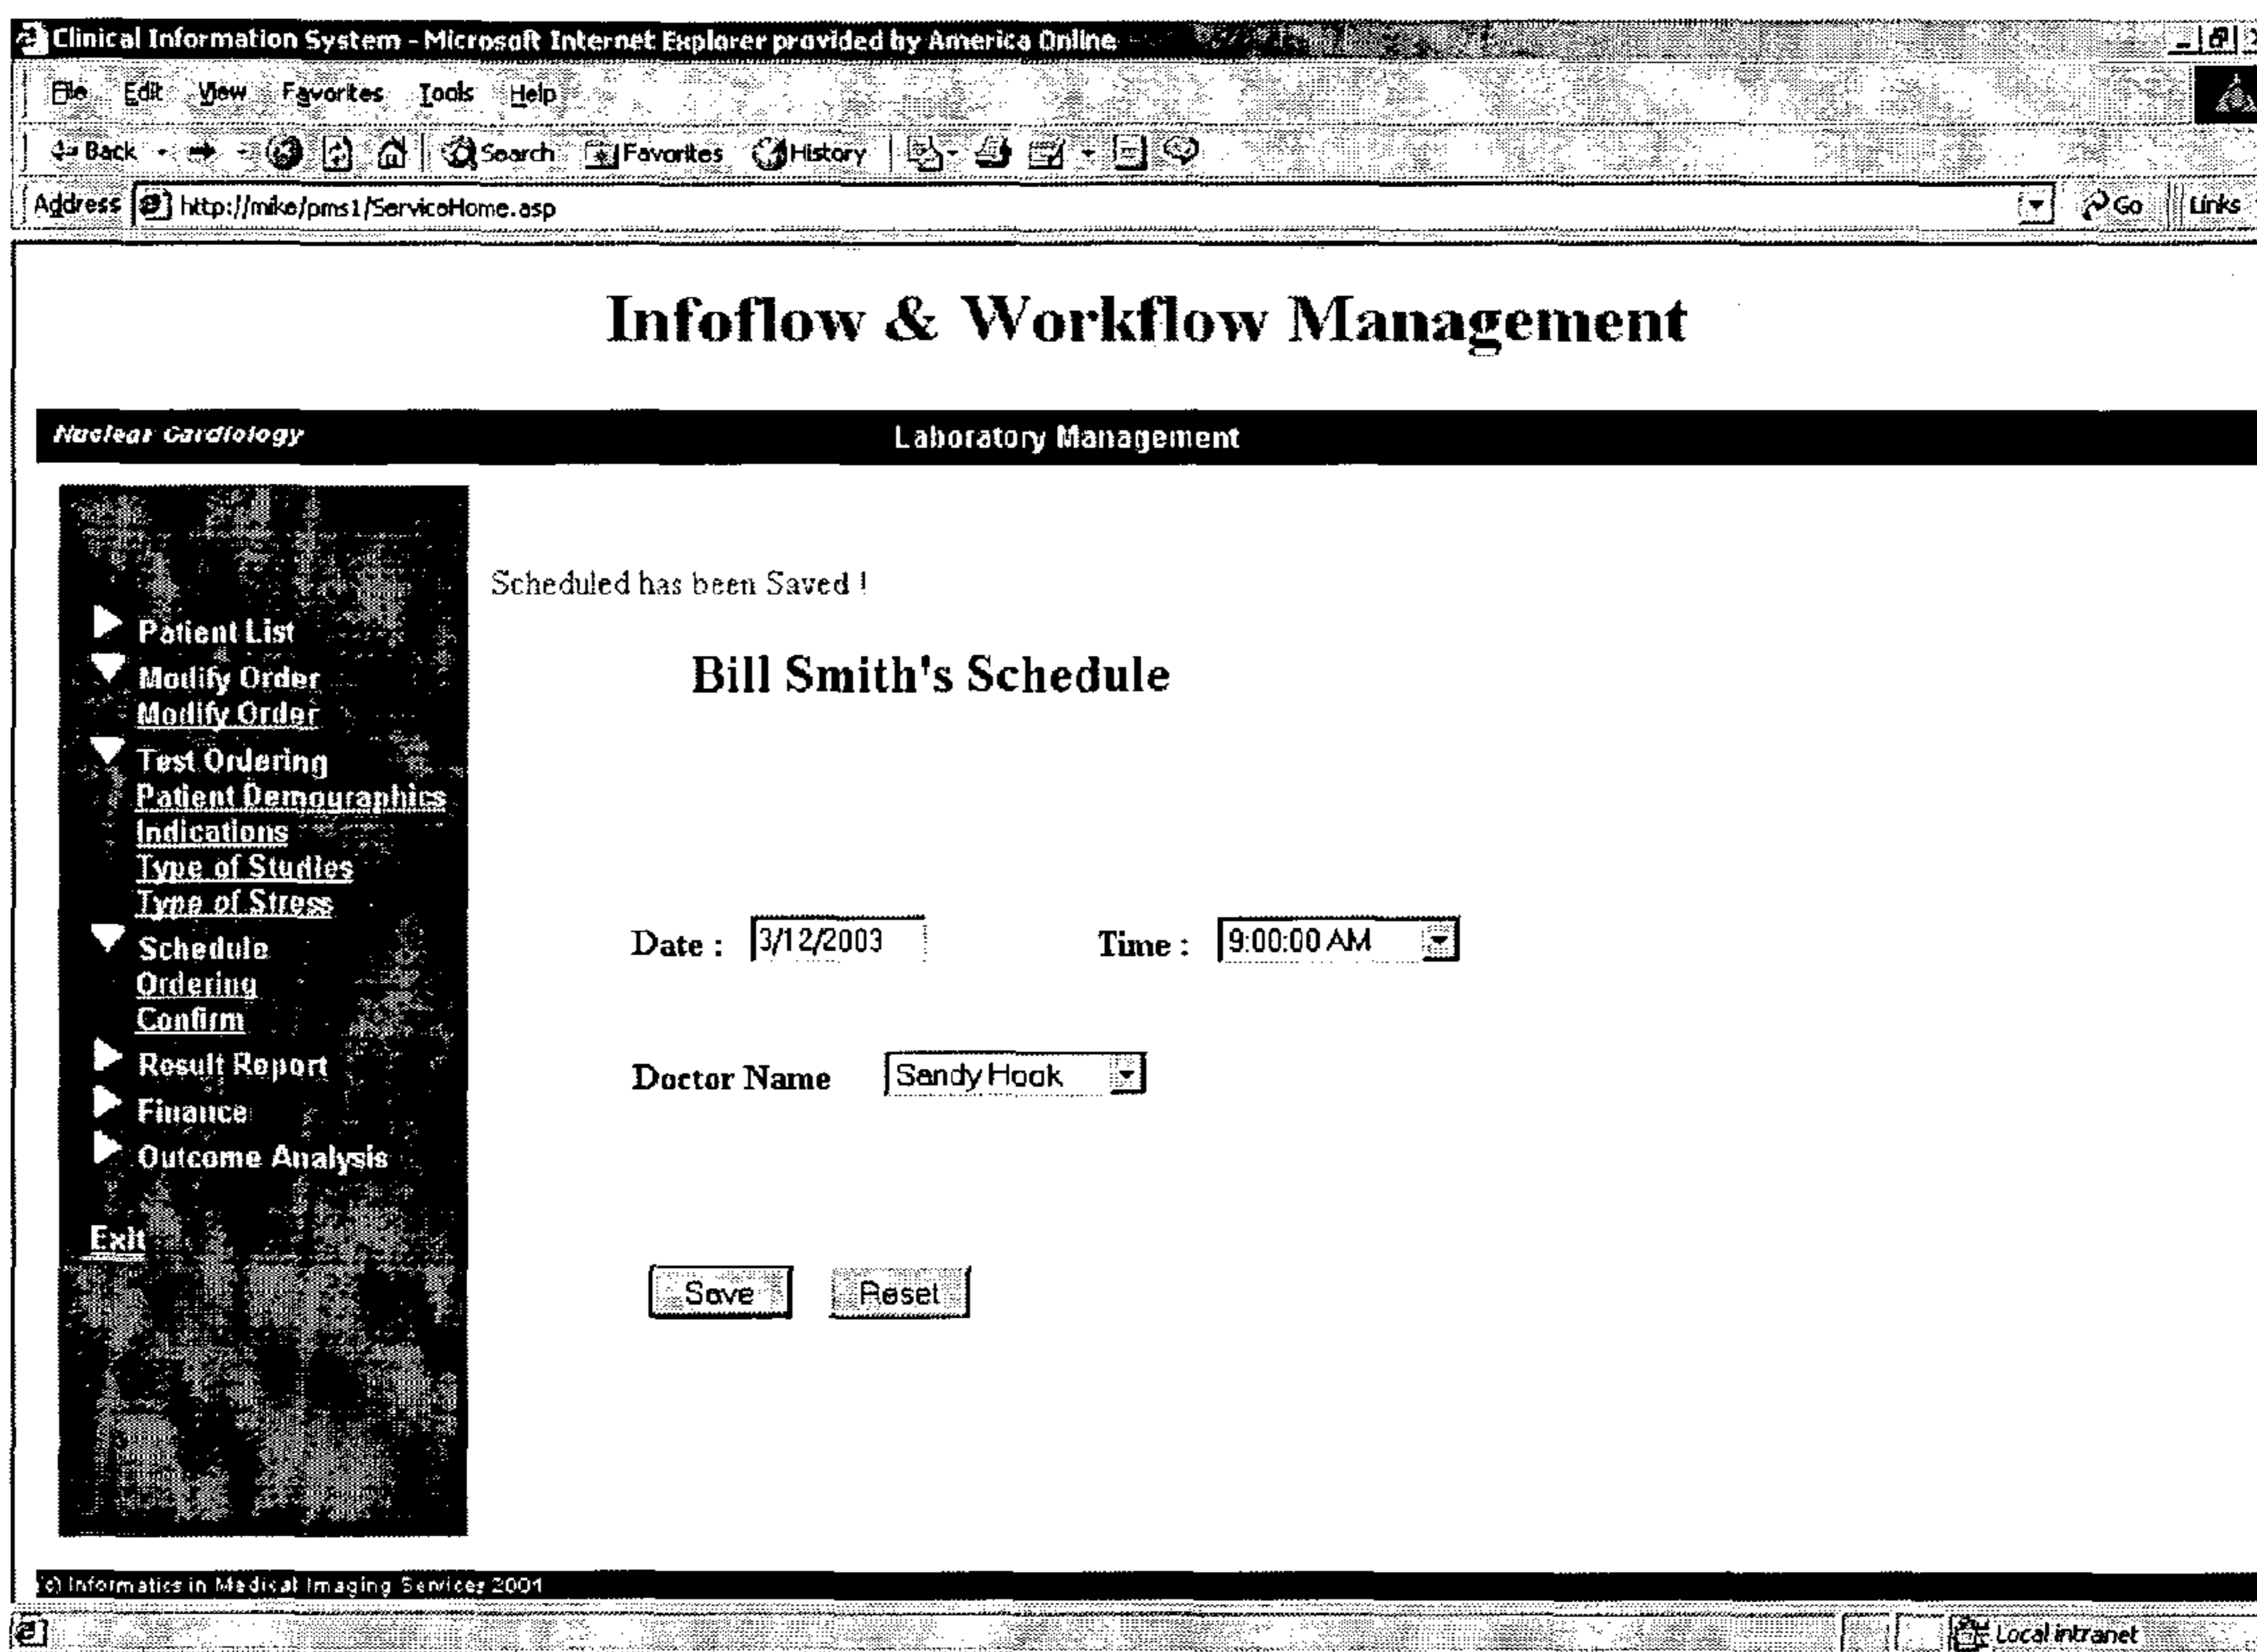 Clinical Information System - Microsoft Internet Explorer provided by America Online
File Edit View Favorites Tools Help
Back Search Favorites History
Address http://mike/pms1/ServiceHome.asp Go Links
Infoflow & Workflow Management
Nuclear Cardiology Laboratory Management
Scheduled has been Saved !
Patient List
Bill Smith's Schedule
Modify Order
Modify Order
Test Ordering
Patient Demographics
Indications
Type of Studies
Type of Stress
Date : 3/12/2003 Time : 9:00:00 AM
Schedule
Ordering
Confirm
Result Report
Doctor Name Sandy Hook
Finance
Outcome Analysis
Exit
Save Reset
(c) Informatics in Medical Imaging Services 2001
Local intranet